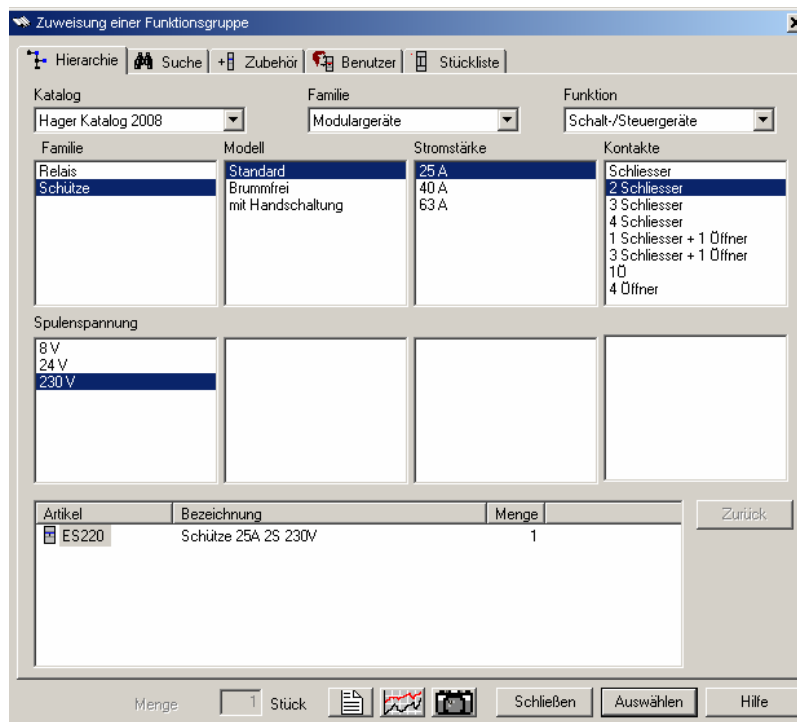 Zuweisung einer Funktionsgruppe
Hierarchie Suche Zubehör Benutzer Stückliste
Katalog Familie Funktion
Hager Katalog 2008 Modulargeräte Schalt-/Steuergeräte
Familie Modell Stromstärke Kontakte
Relais Standard 25 A Schliesser
Schütze Brummfrei 40 A 2 Schliesser
mit Handschaltung 63 A 3 Schliesser
4 Schliesser
1 Schliesser + 1 Öffner
3 Schliesser + 1 Öffner
1Ö
4 Öffner
Spulenspannung
8 V
24 V
230 V
Artikel Bezeichnung Menge Zurück
ES220 Schütze 25A 2S 230V 1
Menge 1 Stück Schließen Auswählen Hilfe